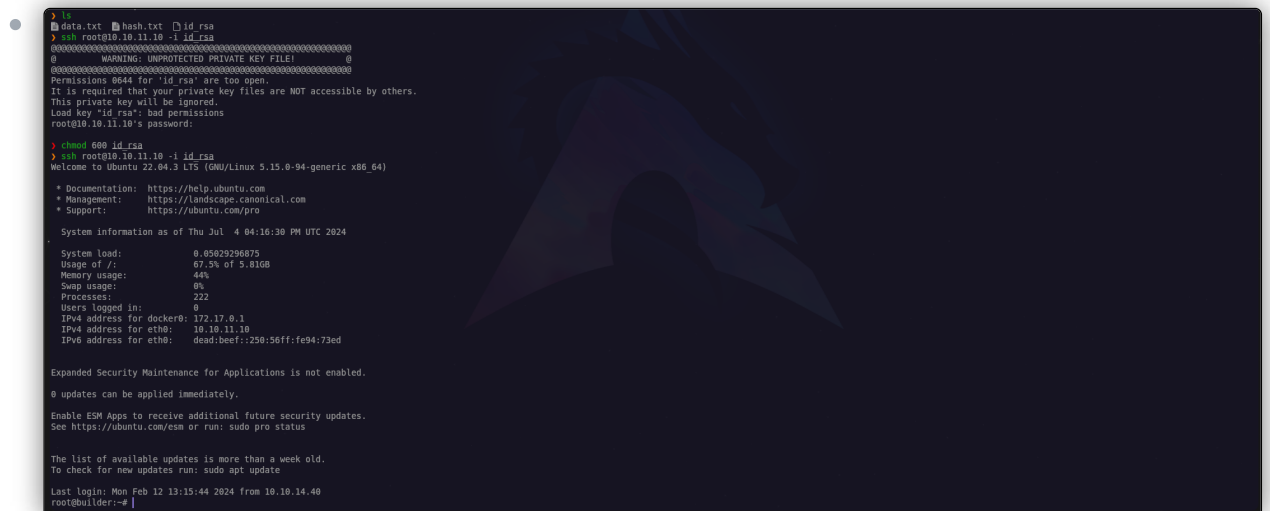 ❯ ls
data.txt hash.txt id_rsa
❯ ssh root@10.10.11.10 -i id_rsa
@@@@@@@@@@@@@@@@@@@@@@@@@@@@@@@@@@@@@@@@@@@@@@@@@@@@@@@@@@@
@         WARNING: UNPROTECTED PRIVATE KEY FILE!          @
@@@@@@@@@@@@@@@@@@@@@@@@@@@@@@@@@@@@@@@@@@@@@@@@@@@@@@@@@@@
Permissions 0644 for 'id_rsa' are too open.
It is required that your private key files are NOT accessible by others.
This private key will be ignored.
Load key "id_rsa": bad permissions
root@10.10.11.10's password:
❯ chmod 600 id_rsa
❯ ssh root@10.10.11.10 -i id_rsa
Welcome to Ubuntu 22.04.3 LTS (GNU/Linux 5.15.0-94-generic x86_64)
* Documentation:  https://help.ubuntu.com
* Management:     https://landscape.canonical.com
* Support:        https://ubuntu.com/pro
System information as of Thu Jul  4 04:16:30 PM UTC 2024
System load:              0.05029296875
Usage of /:               67.5% of 5.81GB
Memory usage:             44%
Swap usage:               0%
Processes:                222
Users logged in:          0
IPv4 address for docker0: 172.17.0.1
IPv4 address for eth0:    10.10.11.10
IPv6 address for eth0:    dead:beef::250:56ff:fe94:73ed
Expanded Security Maintenance for Applications is not enabled.
0 updates can be applied immediately.
Enable ESM Apps to receive additional future security updates.
See https://ubuntu.com/esm or run: sudo pro status
The list of available updates is more than a week old.
To check for new updates run: sudo apt update
Last login: Mon Feb 12 13:15:44 2024 from 10.10.14.40
root@builder:~#